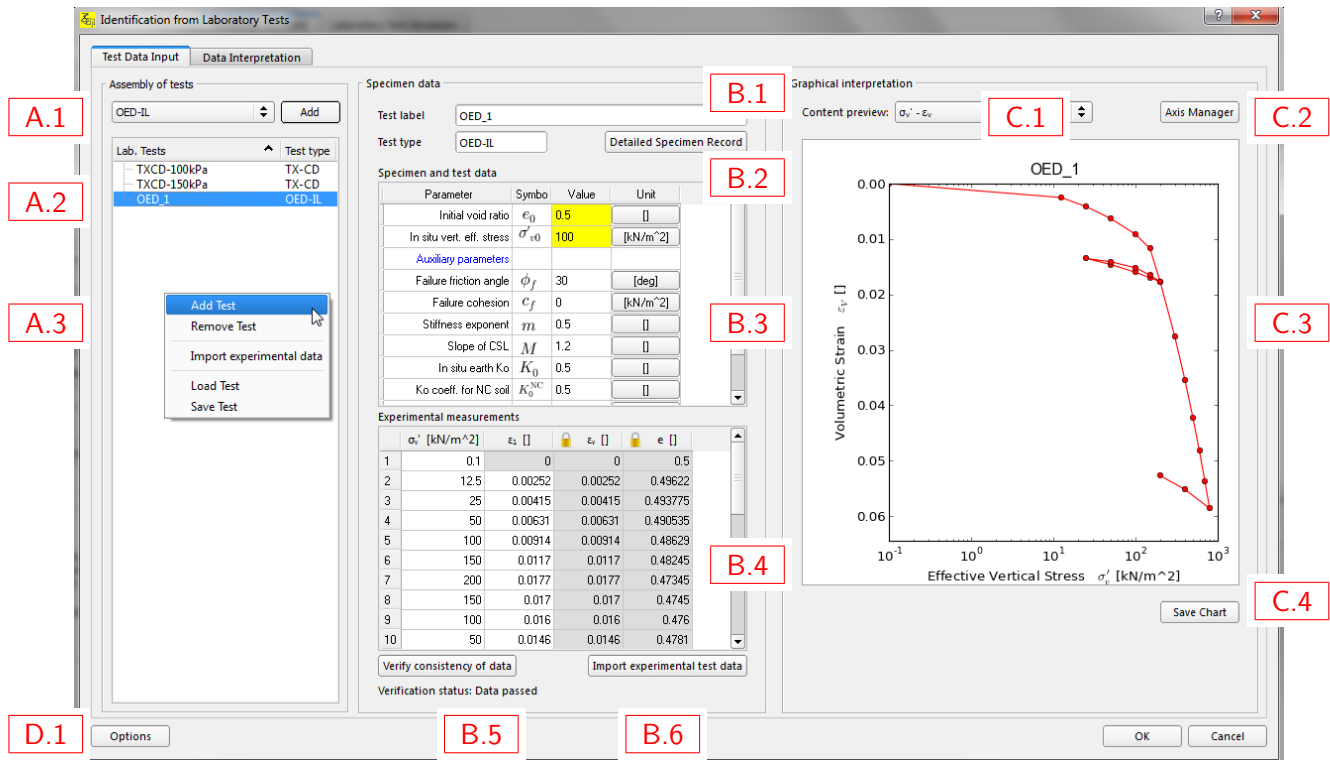 Identification from Laboratory Tests
Test Data Input
Data Interpretation
Assembly of tests
OED-IL
Add
Lab. Tests Test type
TXCD-100kPa TX-CD
TXCD-150kPa TX-CD
OED_1 OED-IL
Add Test
Remove Test
Import experimental data
Load Test
Save Test
A.1
A.2
A.3
Specimen data
Test label OED_1
Test type OED-IL
Detailed Specimen Record
Specimen and test data
Parameter Symbo Value Unit
Initial void ratio e₀ 0.5 []
In situ vert. eff. stress σ'v0 100 [kN/m^2]
Auxiliary parameters
Failure friction angle ϕf 30 [deg]
Failure cohesion cf 0 [kN/m^2]
Stiffness exponent m 0.5 []
Slope of CSL M 1.2 []
In situ earth Ko K₀ 0.5 []
Ko coeff. for NC soil K₀^NC 0.5 []
Experimental measurements
σv' [kN/m^2] ε₁ [] εv [] e []
1 0.1 0 0 0.5
2 12.5 0.00252 0.00252 0.49622
3 25 0.00415 0.00415 0.493775
4 50 0.00631 0.00631 0.490535
5 100 0.00914 0.00914 0.48629
6 150 0.0117 0.0117 0.48245
7 200 0.0177 0.0177 0.47345
8 150 0.017 0.017 0.4745
9 100 0.016 0.016 0.476
10 50 0.0146 0.0146 0.4781
Verify consistency of data
Import experimental test data
Verification status: Data passed
B.1
B.2
B.3
B.4
B.5
B.6
Graphical interpretation
Content preview: σv' - εv
Axis Manager
C.1
C.2
C.3
C.4
OED_1
0.00
0.01
0.02
0.03
0.04
0.05
0.06
Volumetric Strain εV []
10⁻¹ 10⁰ 10¹ 10² 10³
Effective Vertical Stress σ'v [kN/m^2]
Save Chart
D.1
Options
OK
Cancel